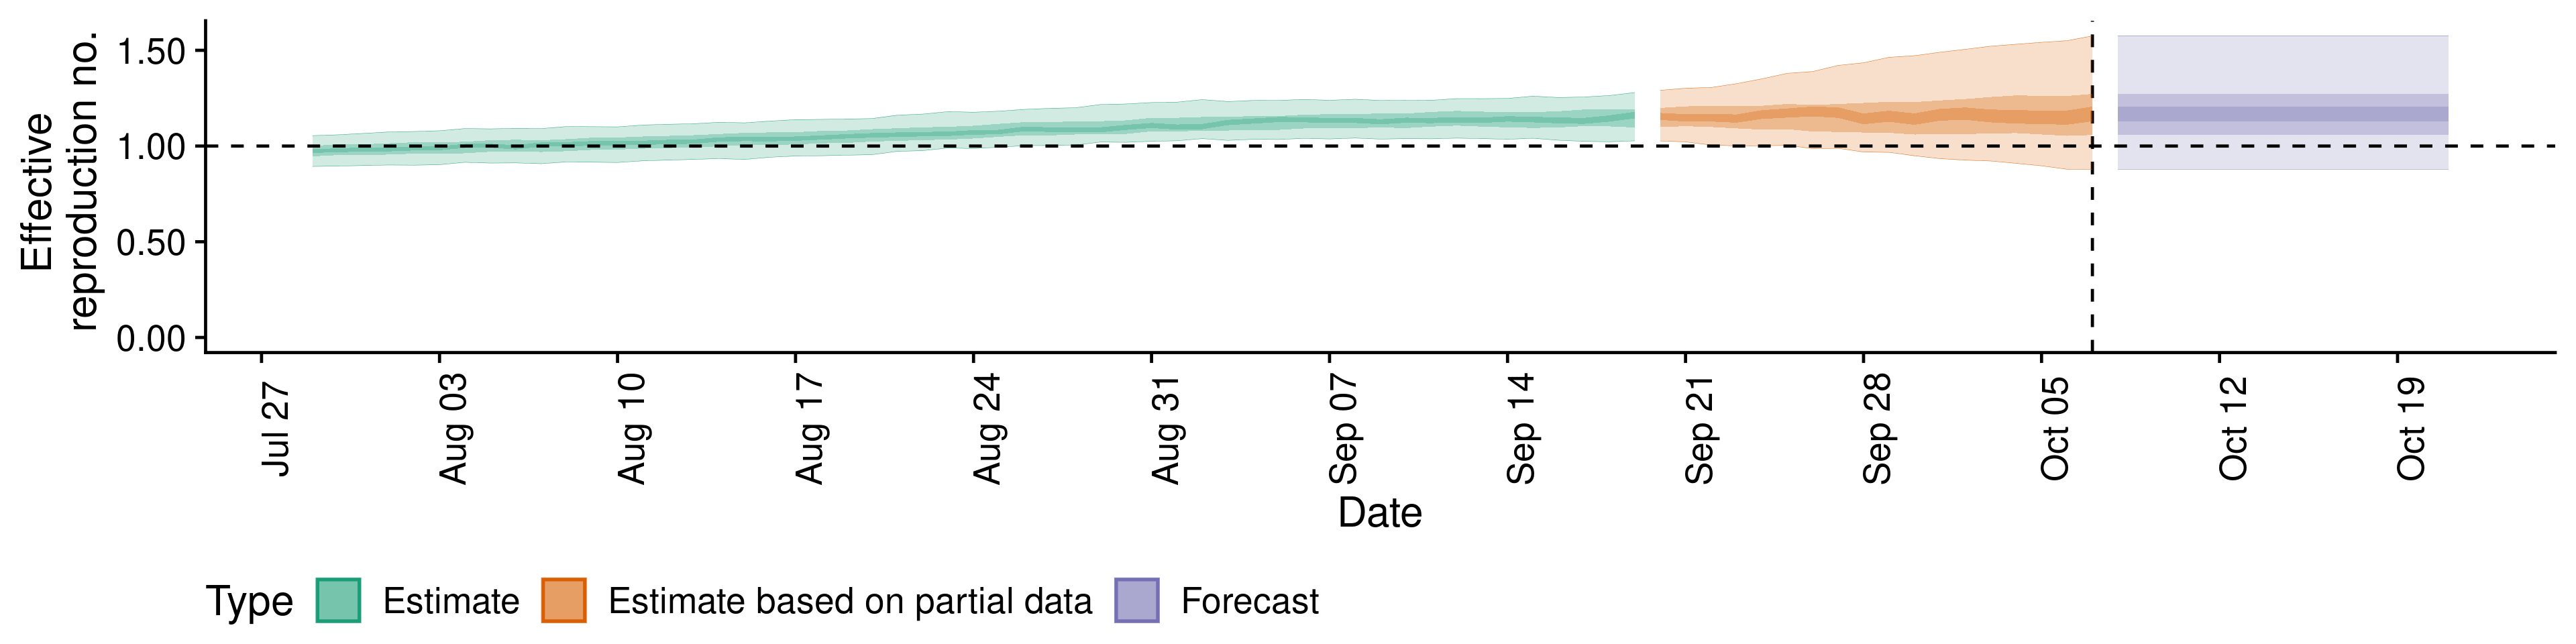 Effective
reproduction no.
1.50
1.00
0.50
0.00
Jul 27
Aug 03
Aug 10
Aug 17
Aug 24
Aug 31
Sep 07
Sep 14
Sep 21
Sep 28
Oct 05
Oct 12
Oct 19
Date
Type Estimate Estimate based on partial data Forecast